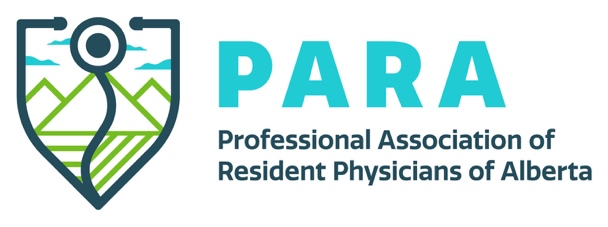 PARA
Professional Association of
Resident Physicians of Alberta